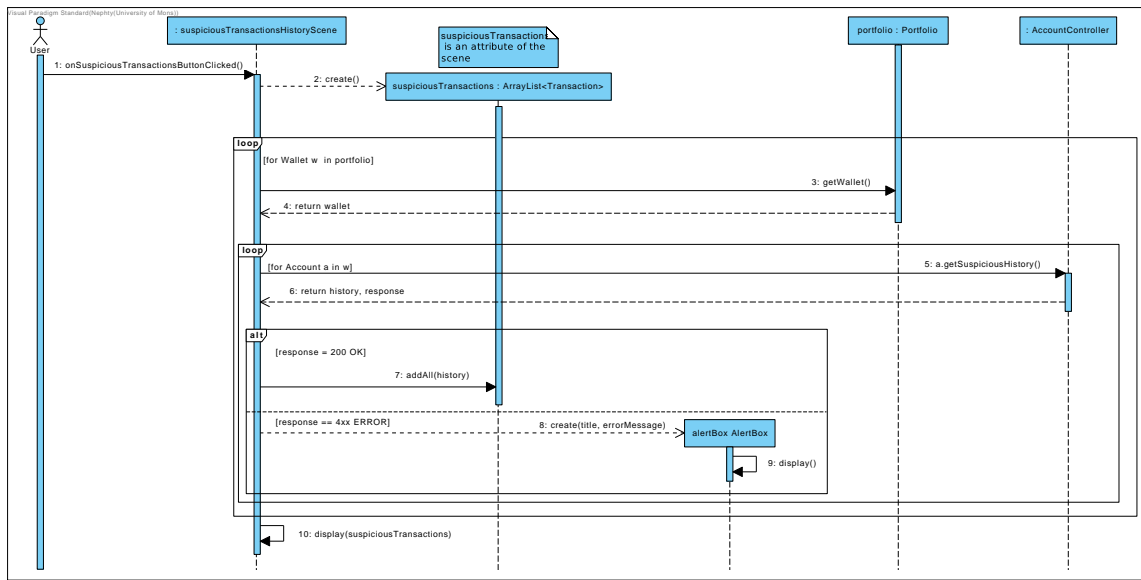 Visual Paradigm Standard(Nephty(University of Mons))
User
: suspiciousTransactionsHistoryScene
suspiciousTransactions
is an attribute of the
scene
portfolio : Portfolio
: AccountController
1: onSuspiciousTransactionsButtonClicked()
2: create()
suspiciousTransactions : ArrayList<Transaction>
loop
[for Wallet w in portfolio]
3: getWallet()
4: return wallet
loop
[for Account a in w]
5: a.getSuspiciousHistory()
6: return history, response
alt
[response = 200 OK]
7: addAll(history)
[response == 4xx ERROR]
8: create(title, errorMessage)
alertBox AlertBox
9: display()
10: display(suspiciousTransactions)